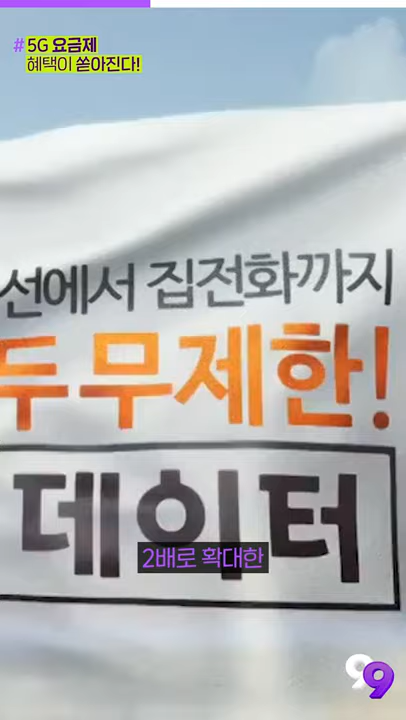 # 5G 요금제
혜택이 쏟아진다!
선에서 집전화까지
두 무제한!
데이터
2배로 확대한
99